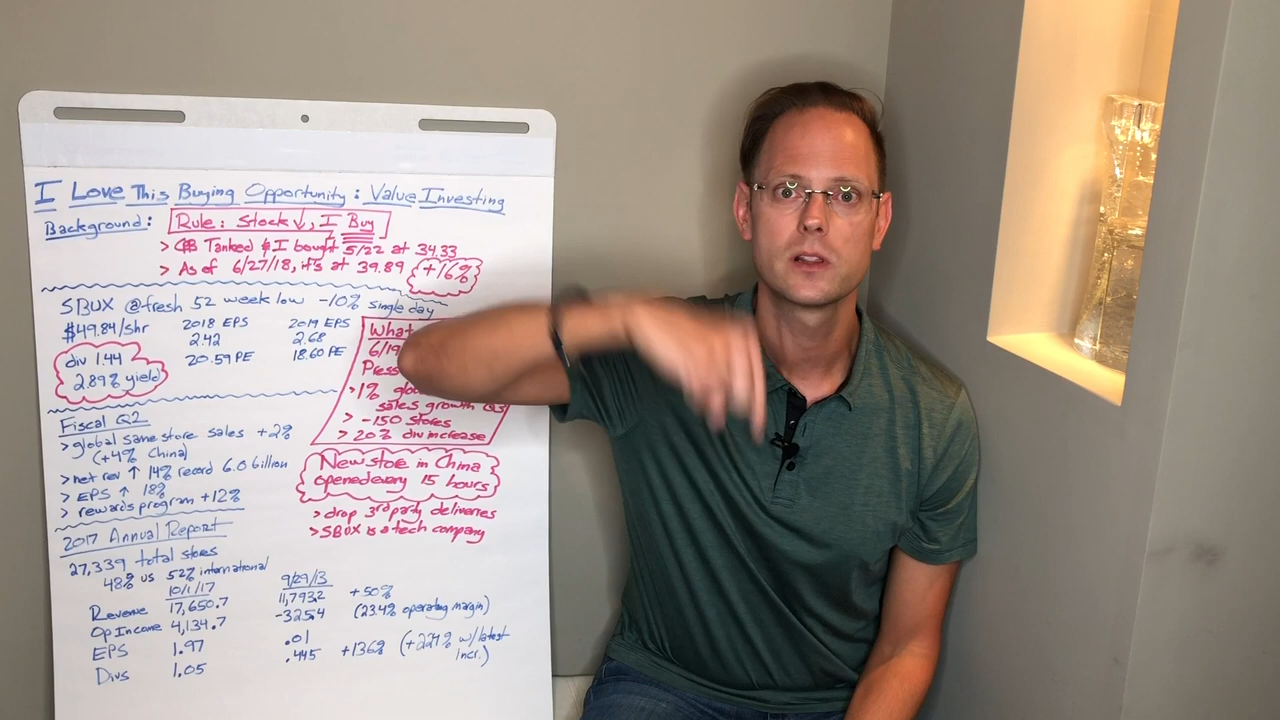 I Love This Buying Opportunity: Value Investing
Background:
Rule: Stock ↓, I Buy
> CBS Tanked & I bought 5/22 at 34.33
> As of 6/27/18, it's at 39.89 +16%
SBUX @ fresh 52 week low -10% single day
$49.84/shr 2018 EPS 2019 EPS
2.42 2.68
20.59 PE 18.60 PE
div 1.44
2.89% yield
What
6/19
Press
> 1% glo
sales growth Q3
> -150 stores
> 20% div increase
Fiscal Q2
> global same store sales +2%
(+4% China)
> net rev ↑ 14% record 6.0 billion
> EPS ↑ 18%
> rewards program +12%
New store in China
opened every 15 hours
> drop 3rd party deliveries
> SBUX is a tech company
2017 Annual Report
27,339 total stores
48% US 52% international
10/1/17 9/29/13
Revenue 17,650.7 11,793.2 +50%
Op Income 4,134.7 -325.4 (23.4% operating margin)
EPS 1.97 .01
Divs 1.05 .445 +136% (+224% w/latest
incr.)